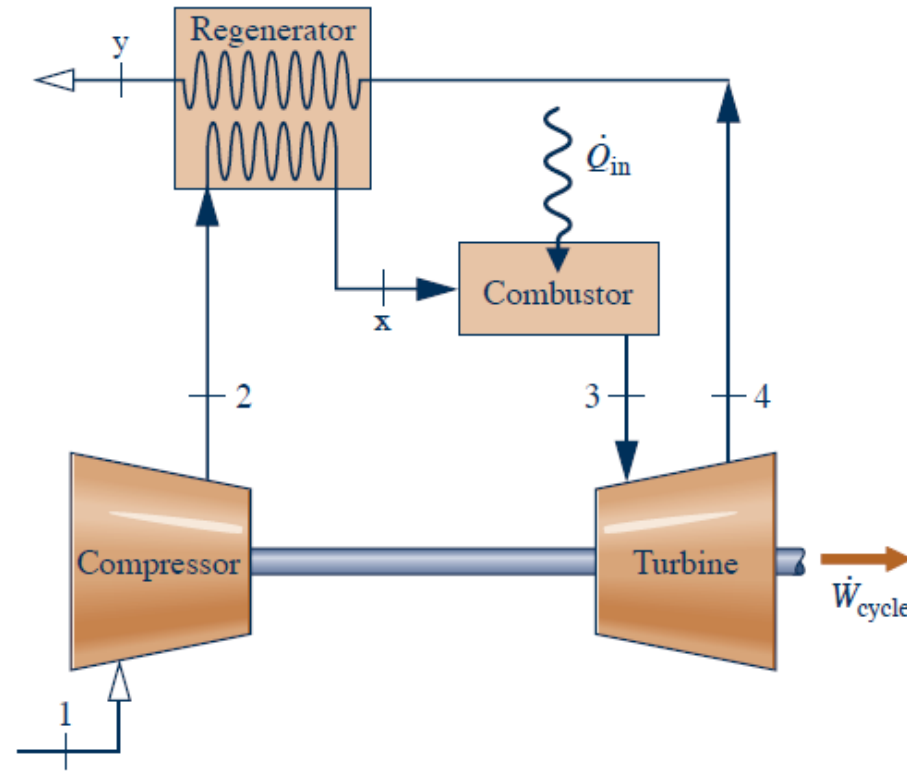 Regenerator
y
Q̇in
Combustor
x
2
3
4
Compressor
Turbine
Ẇcycle
1